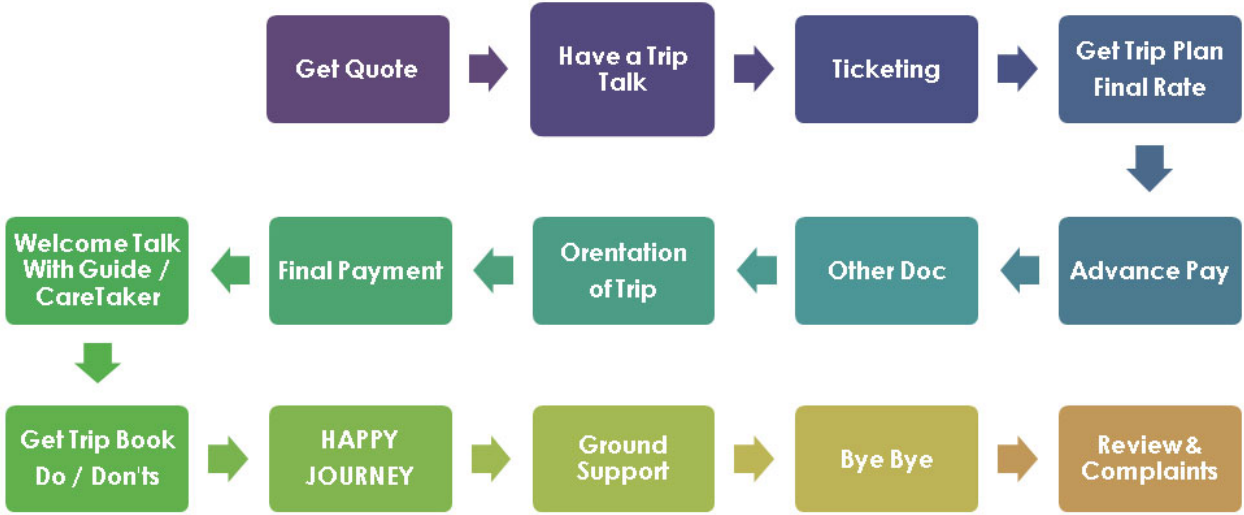 Get Quote
Have a Trip
Talk
Ticketing
Get Trip Plan
Final Rate
Advance Pay
Other Doc
Orentation
of Trip
Final Payment
Welcome Talk
With Guide /
CareTaker
Get Trip Book
Do / Don'ts
HAPPY
JOURNEY
Ground
Support
Bye Bye
Review &
Complaints